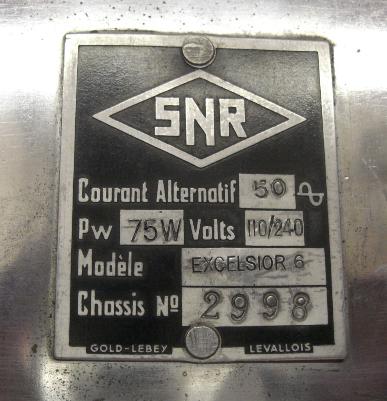 SNR
Courant Alternatif 50
Pw 75W Volts 110/240
Modèle EXCELSIOR 6
Chassis Nº 2998
GOLD-LEBEY LEVALLOIS